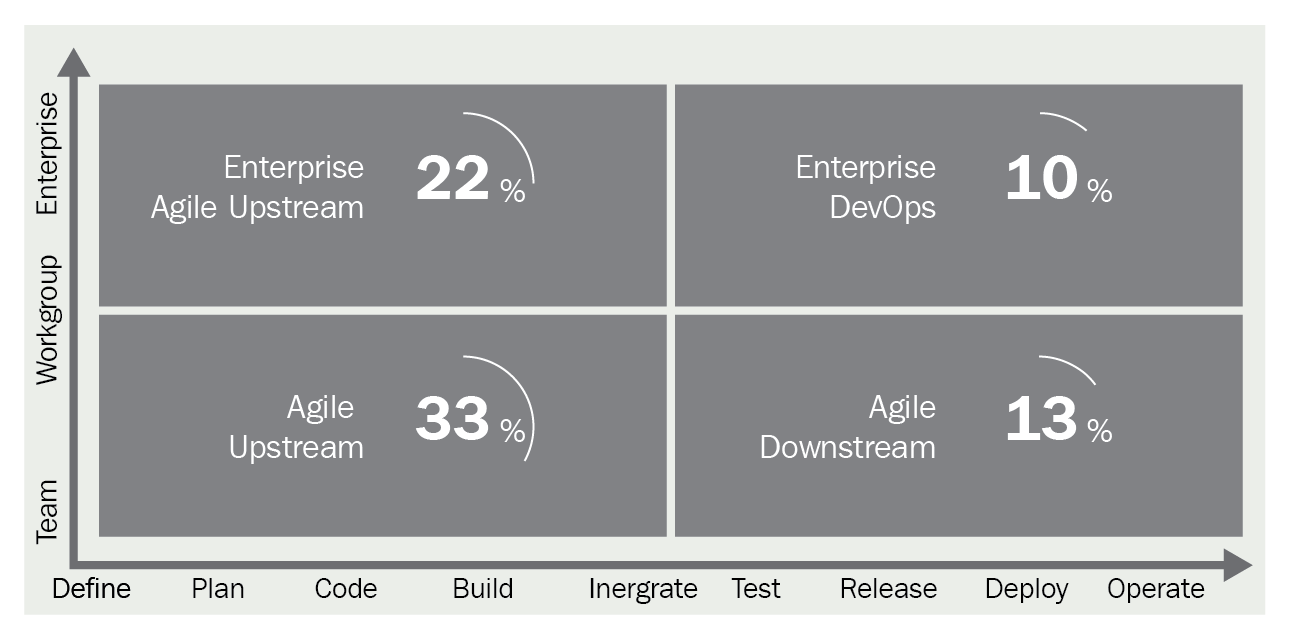 Enterprise
Workgroup
Team
Enterprise
Agile Upstream
22 %
Enterprise
DevOps
10 %
Agile
Upstream
33 %
Agile
Downstream
13 %
Define Plan Code Build Inergrate Test Release Deploy Operate